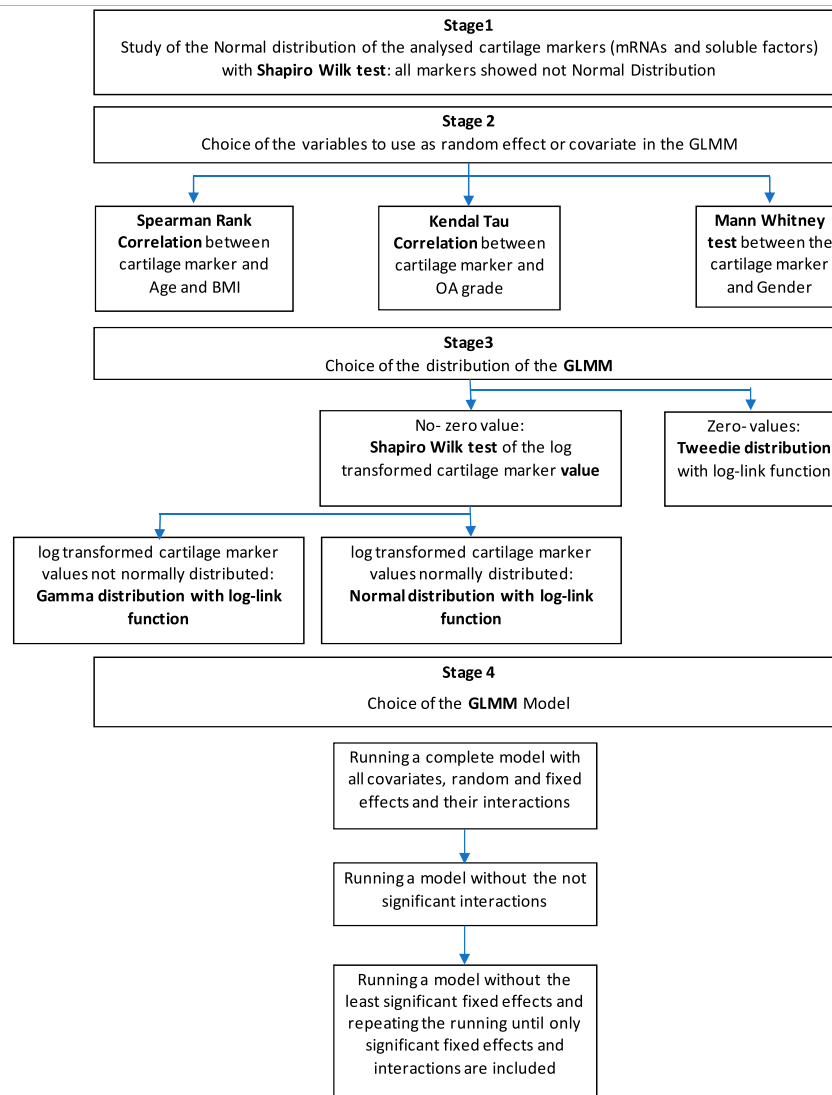 Stage1
Study of the Normal distribution of the analysed cartilage markers (mRNAs and soluble factors)
with Shapiro Wilk test: all markers showed not Normal Distribution
Stage 2
Choice of the variables to use as random effect or covariate in the GLMM
Spearman Rank
Correlation between
cartilage marker and
Age and BMI
Kendal Tau
Correlation between
cartilage marker and
OA grade
Mann Whitney
test between the
cartilage marker
and Gender
Stage3
Choice of the distribution of the GLMM
No- zero value:
Shapiro Wilk test of the log
transformed cartilage marker value
Zero- values:
Tweedie distribution
with log-link function
log transformed cartilage marker
values not normally distributed:
Gamma distribution with log-link
function
log transformed cartilage marker
values normally distributed:
Normal distribution with log-link
function
Stage 4
Choice of the GLMM Model
Running a complete model with
all covariates, random and fixed
effects and their interactions
Running a model without the not
significant interactions
Running a model without the
least significant fixed effects and
repeating the running until only
significant fixed effects and
interactions are included